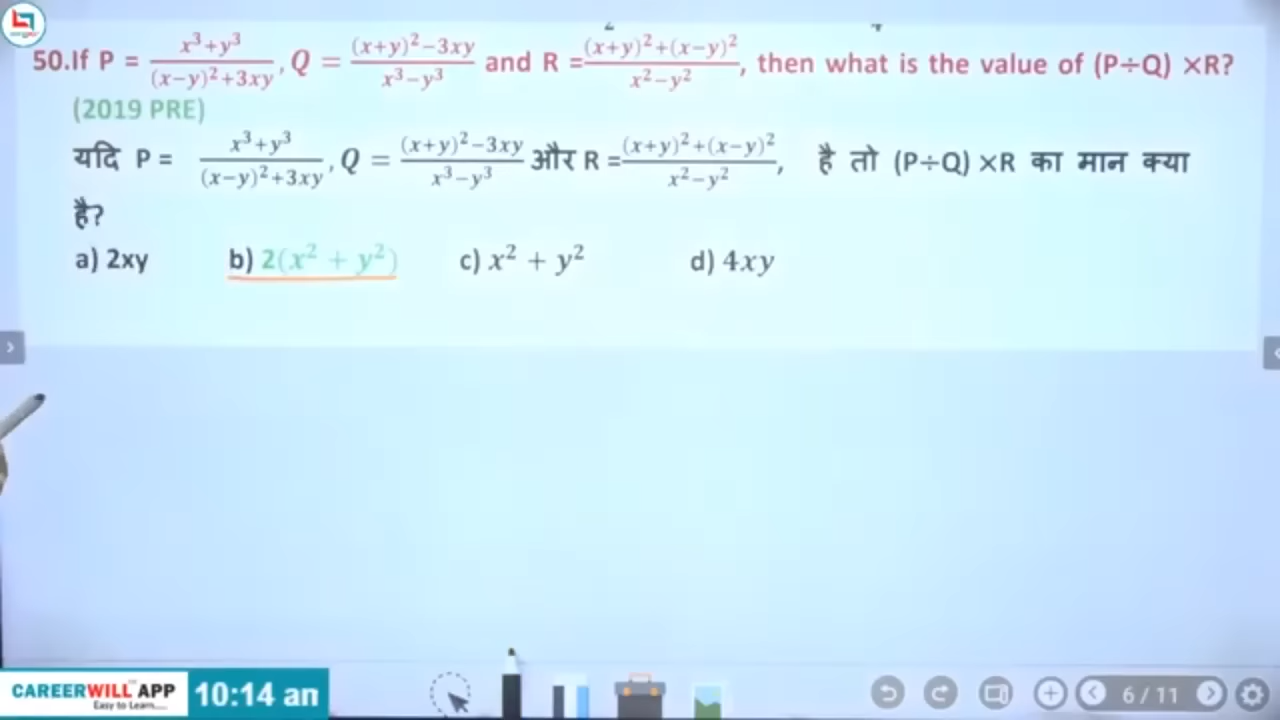 50.If P = x³+y³/(x−y)²+3xy, Q = (x+y)²−3xy/x³−y³ and R =(x+y)²+(x−y)²/x²−y², then what is the value of (P÷Q) ×R?
(2019 PRE)
यदि P = x³+y³/(x−y)²+3xy, Q = (x+y)²−3xy/x³−y³ और R =(x+y)²+(x−y)²/x²−y², है तो (P÷Q) ×R का मान क्या
है?
a) 2xy b) 2(x² + y²) c) x² + y² d) 4xy
CAREERWILL APP
Easy to Learn.....
10:14 an
6 / 11